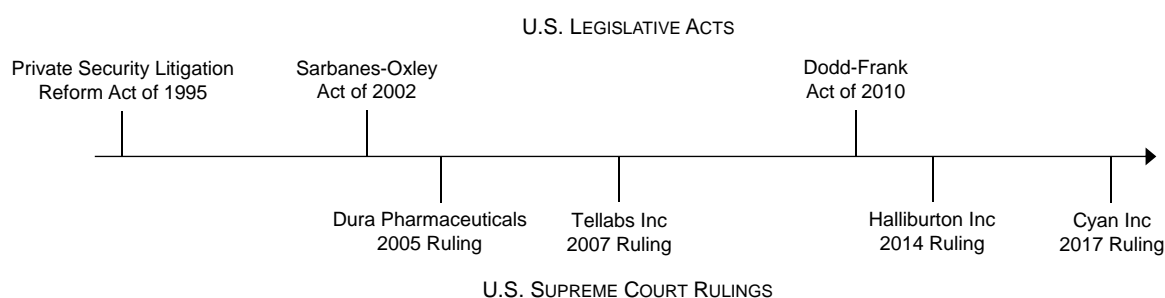 U.S. LEGISLATIVE ACTS
Private Security Litigation
Reform Act of 1995
Sarbanes-Oxley
Act of 2002
Dodd-Frank
Act of 2010
Dura Pharmaceuticals
2005 Ruling
Tellabs Inc
2007 Ruling
Halliburton Inc
2014 Ruling
Cyan Inc
2017 Ruling
U.S. SUPREME COURT RULINGS